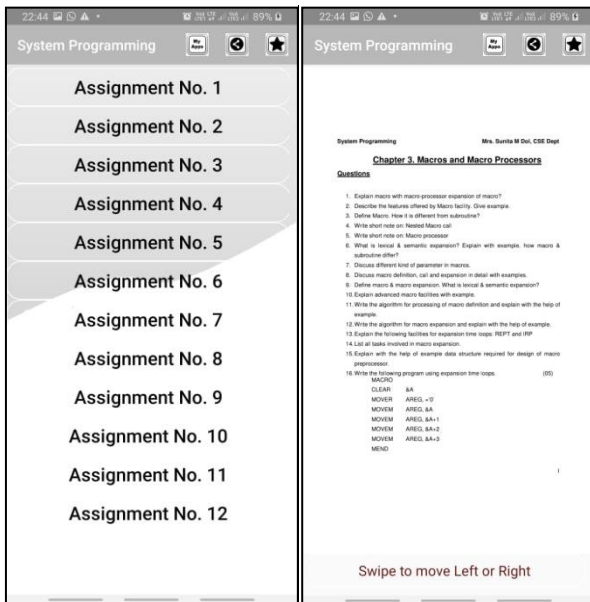 22:44
89%
System Programming
My
Apps
Assignment No. 1
Assignment No. 2
Assignment No. 3
Assignment No. 4
Assignment No. 5
Assignment No. 6
Assignment No. 7
Assignment No. 8
Assignment No. 9
Assignment No. 10
Assignment No. 11
Assignment No. 12
22:44
89%
System Programming
My
Apps
System Programming Mrs. Sunita M Dol, CSE Dept
Chapter 3. Macros and Macro Processors
Questions
1. Explain macro with macro-processor expansion of macro?
2. Describe the features offered by Macro facility. Give example.
3. Define Macro. How it is different from subroutine?
4. Write short note on: Nested Macro call
5. Write short note on: Macro processor
6. What is lexical & semantic expansion? Explain with example, how macro &
subroutine differ?
7. Discuss different kind of parameter in macros.
8. Discuss macro definition, call and expansion in detail with examples.
9. Define macro & macro expansion. What is lexical & semantic expansion?
10. Explain advanced macro facilities with example.
11. Write the algorithm for processing of macro definition and explain with the help of
example.
12. Write the algorithm for macro expansion and explain with the help of example.
13. Explain the following facilities for expansion time loops: REPT and IRP
14. List all tasks involved in macro expansion.
15. Explain with the help of example data structure required for design of macro
preprocessor.
16. Write the following program using expansion time loops. (05)
MACRO
CLEAR &A
MOVER AREG, ='0'
MOVEM AREG, &A
MOVEM AREG, &A+1
MOVEM AREG, &A+2
MOVEM AREG, &A+3
MEND
Swipe to move Left or Right